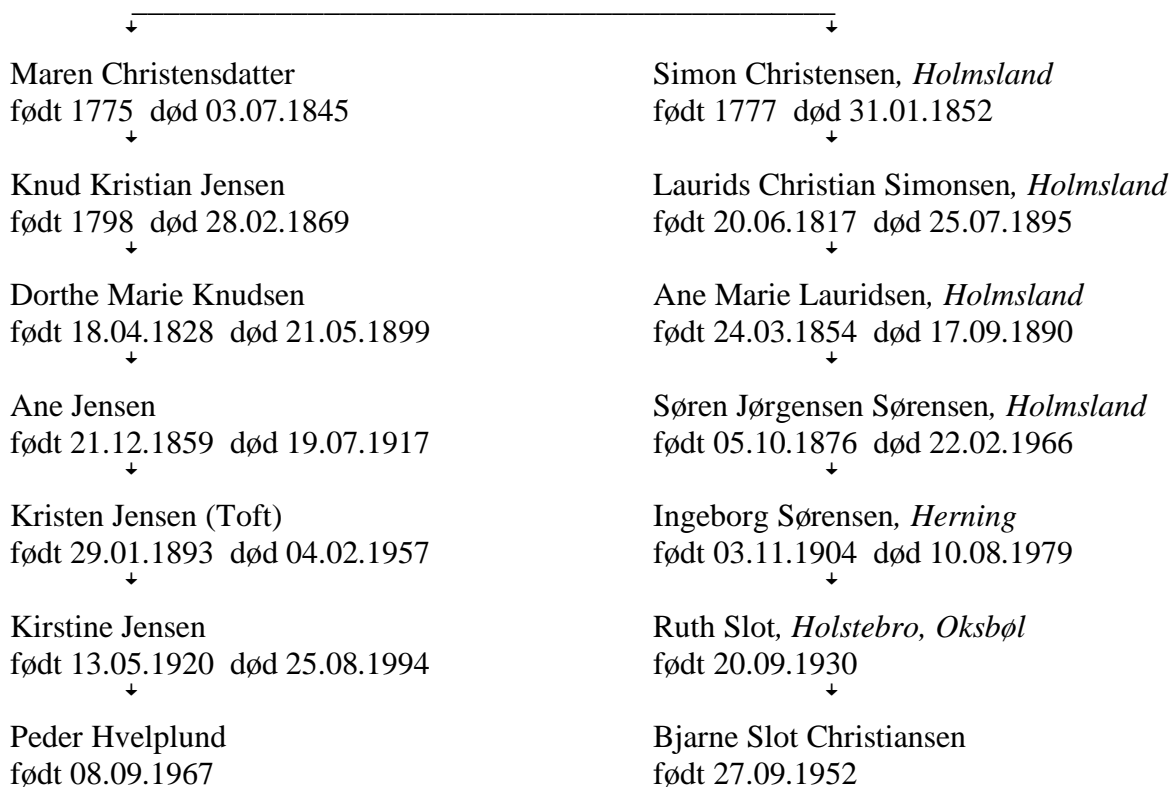 Maren Christensdatter
født 1775 død 03.07.1845
Simon Christensen, Holmsland
født 1777 død 31.01.1852
Knud Kristian Jensen
født 1798 død 28.02.1869
Laurids Christian Simonsen, Holmsland
født 20.06.1817 død 25.07.1895
Dorthe Marie Knudsen
født 18.04.1828 død 21.05.1899
Ane Marie Lauridsen, Holmsland
født 24.03.1854 død 17.09.1890
Ane Jensen
født 21.12.1859 død 19.07.1917
Søren Jørgensen Sørensen, Holmsland
født 05.10.1876 død 22.02.1966
Kristen Jensen (Toft)
født 29.01.1893 død 04.02.1957
Ingeborg Sørensen, Herning
født 03.11.1904 død 10.08.1979
Kirstine Jensen
født 13.05.1920 død 25.08.1994
Ruth Slot, Holstebro, Oksbøl
født 20.09.1930
Peder Hvelplund
født 08.09.1967
Bjarne Slot Christiansen
født 27.09.1952